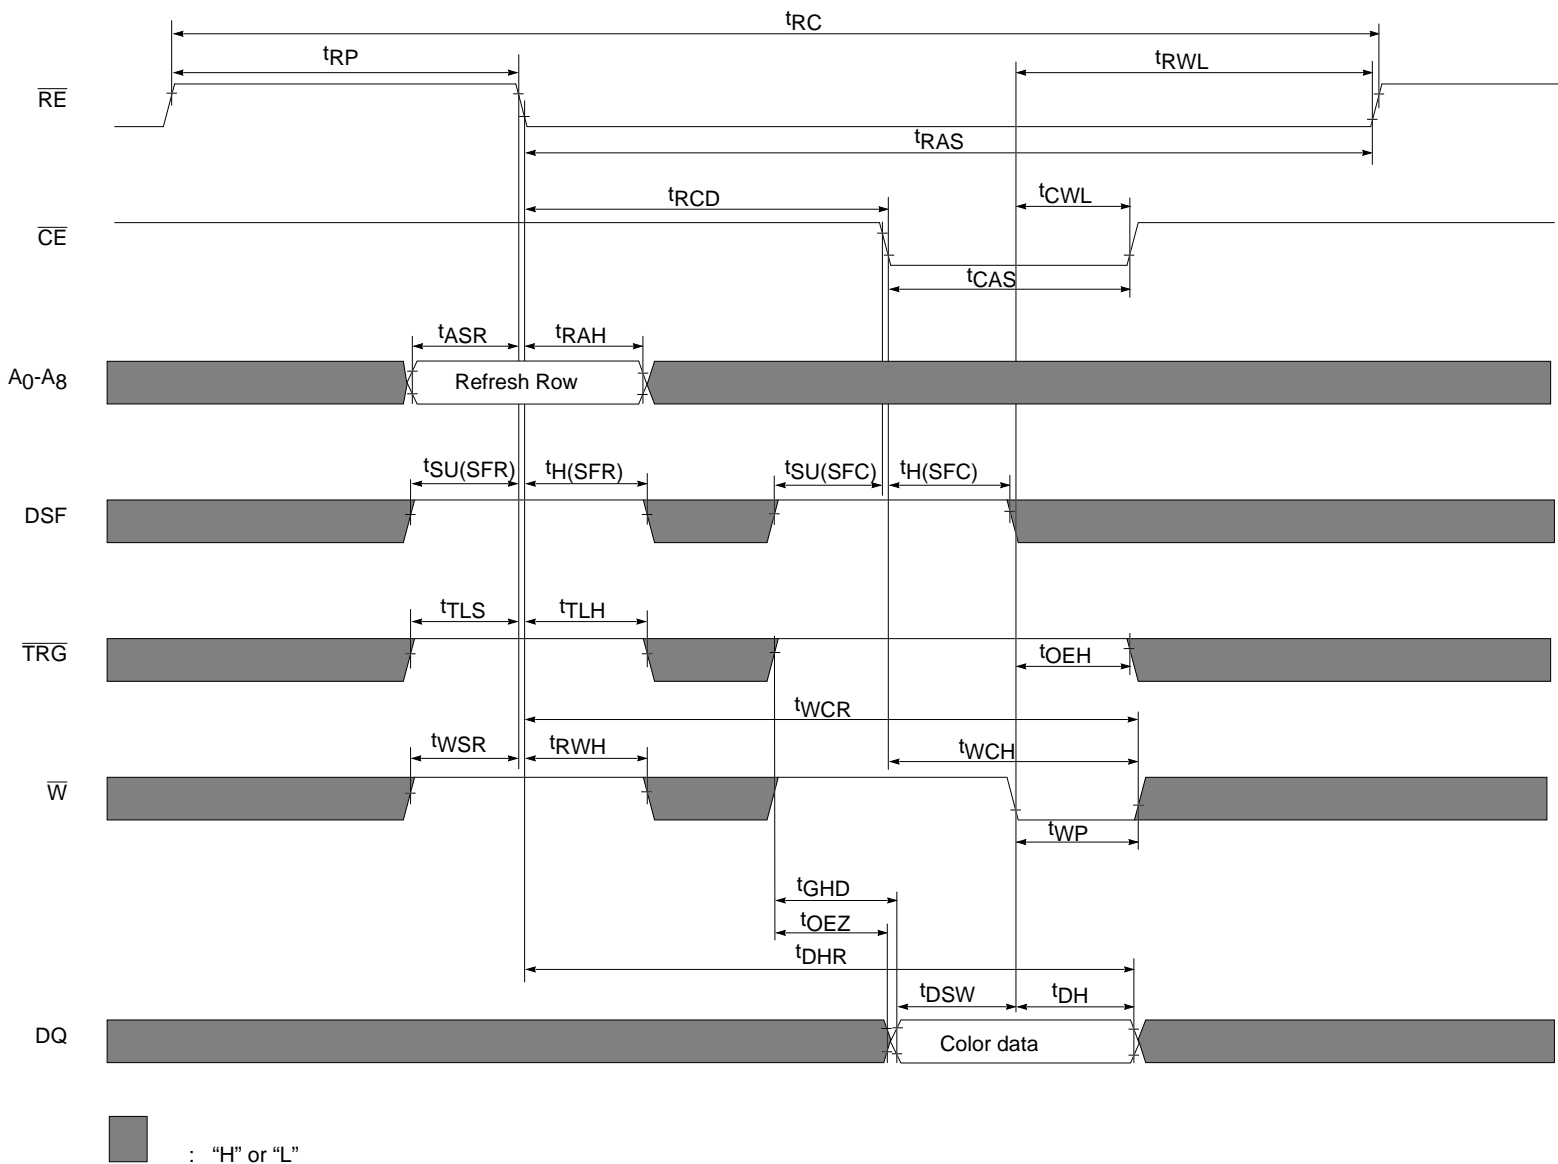 tRC
tRP
tRWL
RE
tRAS
tRCD
tCWL
CE
tCAS
tASR
tRAH
A0-A8
Refresh Row
tSU(SFR)
tH(SFR)
tSU(SFC)
tH(SFC)
DSF
tTLS
tTLH
TRG
tOEH
tWCR
tWSR
tRWH
tWCH
W
tWP
tGHD
tOEZ
tDHR
tDSW
tDH
DQ
Color data
: “H” or “L”